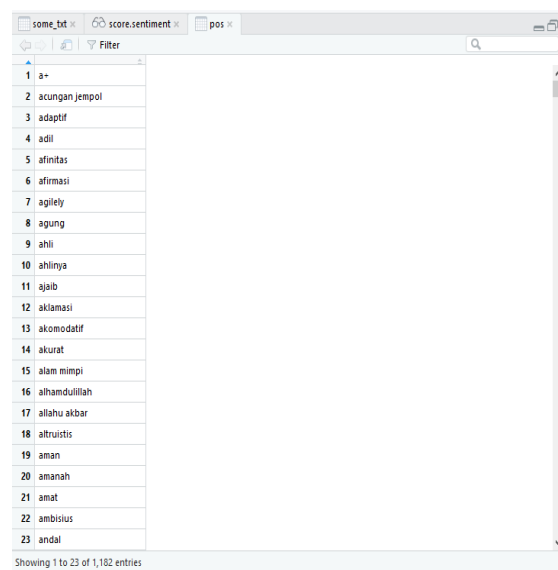 some_txt × score.sentiment × pos ×
Filter
1 a+
2 acungan jempol
3 adaptif
4 adil
5 afinitas
6 afirmasi
7 agilely
8 agung
9 ahli
10 ahlinya
11 ajaib
12 aklamasi
13 akomodatif
14 akurat
15 alam mimpi
16 alhamdulillah
17 allahu akbar
18 altruistis
19 aman
20 amanah
21 amat
22 ambisius
23 andal
Showing 1 to 23 of 1,182 entries